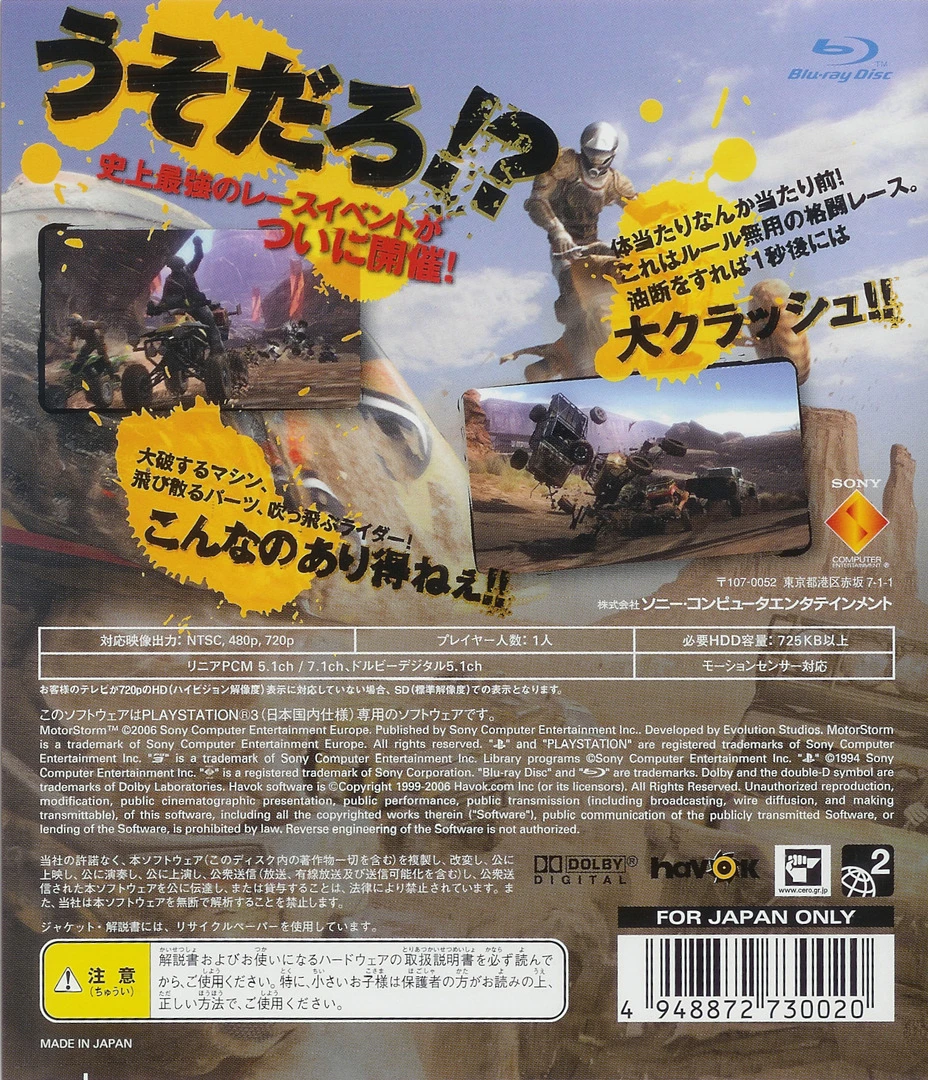 うそだろ!?
Blu-ray Disc™
史上最強のレースイベントが
ついに開催!
体当たりなんか当たり前!
これはルール無用の格闘レース。
油断をすれば1秒後には
大クラッシュ!!
大破するマシン、
飛び散るパーツ、吹っ飛ぶライダー!
こんなのあり得ねぇ!!
SONY
COMPUTER
ENTERTAINMENT®
〒107-0052 東京都港区赤坂7-1-1
株式会社ソニー・コンピュータエンタテインメント
対応映像出力: NTSC, 480p, 720p
プレイヤー人数: 1人
必要HDD容量: 725KB以上
リニアPCM 5.1ch / 7.1ch、ドルビーデジタル5.1ch
モーションセンサー対応
お客様のテレビが720pのHD(ハイビジョン解像度)表示に対応していない場合、SD(標準解像度)での表示となります。
このソフトウェアはPLAYSTATION®3(日本国内仕様)専用のソフトウェアです。
MotorStorm™ ©2006 Sony Computer Entertainment Europe. Published by Sony Computer Entertainment Inc.. Developed by Evolution Studios. MotorStorm
is a trademark of Sony Computer Entertainment Europe. All rights reserved. "" and "PLAYSTATION" are registered trademarks of Sony Computer
Entertainment Inc. "" is a trademark of Sony Computer Entertainment Inc. Library programs ©Sony Computer Entertainment Inc. "" ©1994 Sony
Computer Entertainment Inc. "" is a registered trademark of Sony Corporation. "Blu-ray Disc" and "" are trademarks. Dolby and the double-D symbol are
trademarks of Dolby Laboratories. Havok software is ©Copyright 1999-2006 Havok.com Inc (or its licensors). All Rights Reserved. Unauthorized reproduction,
modification, public cinematographic presentation, public performance, public transmission (including broadcasting, wire diffusion, and making
transmittable), of this software, including all the copyrighted works therein ("Software"), public communication of the publicly transmitted Software, or
lending of the Software, is prohibited by law. Reverse engineering of the Software is not authorized.
当社の許諾なく、本ソフトウェア(このディスク内の著作物一切を含む)を複製し、改変し、公に
上映し、公に演奏し、公に上演し、公衆送信(放送、有線放送及び送信可能化を含む)し、公衆送
信された本ソフトウェアを公に伝達し、または貸与することは、法律により禁止されています。ま
た、当社は本ソフトウェアを無断で解析することを禁止します。
ジャケット・解説書には、リサイクルペーパーを使用しています。
DOLBY®
DIGITAL
havok
www.cero.gr.jp
2
FOR JAPAN ONLY
注意
(ちゅうい)
解説書およびお使いになるハードウェアの取扱説明書を必ず読んで
から、ご使用ください。特に、小さいお子様は保護者の方がお読みの上、
正しい方法で、ご使用ください。
4 948872 730020
MADE IN JAPAN